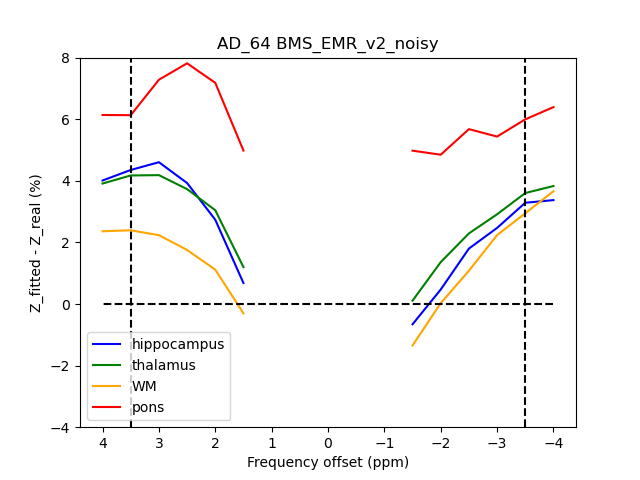 AD_64 BMS_EMR_v2_noisy
Z_fitted - Z_real (%)
8
6
4
2
0
−2
−4
hippocampus
thalamus
WM
pons
4 3 2 1 0 −1 −2 −3 −4
Frequency offset (ppm)